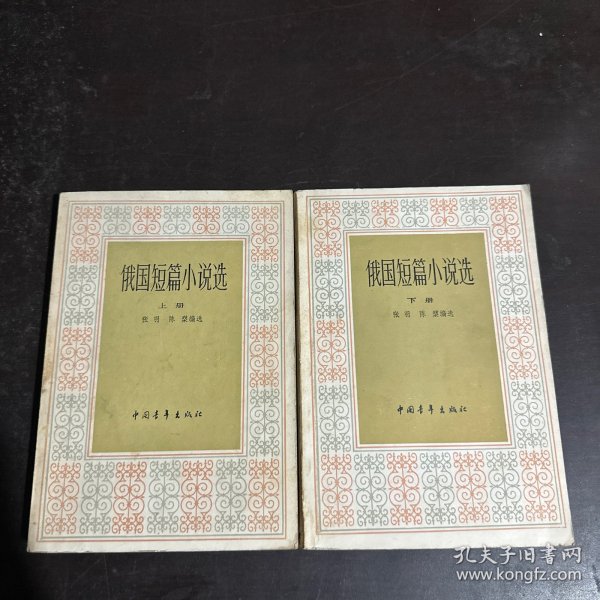 俄国短篇小说选
上册
张羽 陈燊编选
中国青年出版社
俄国短篇小说选
下册
张羽 陈燊编选
中国青年出版社
孔夫子旧书网
www.kongfz.com